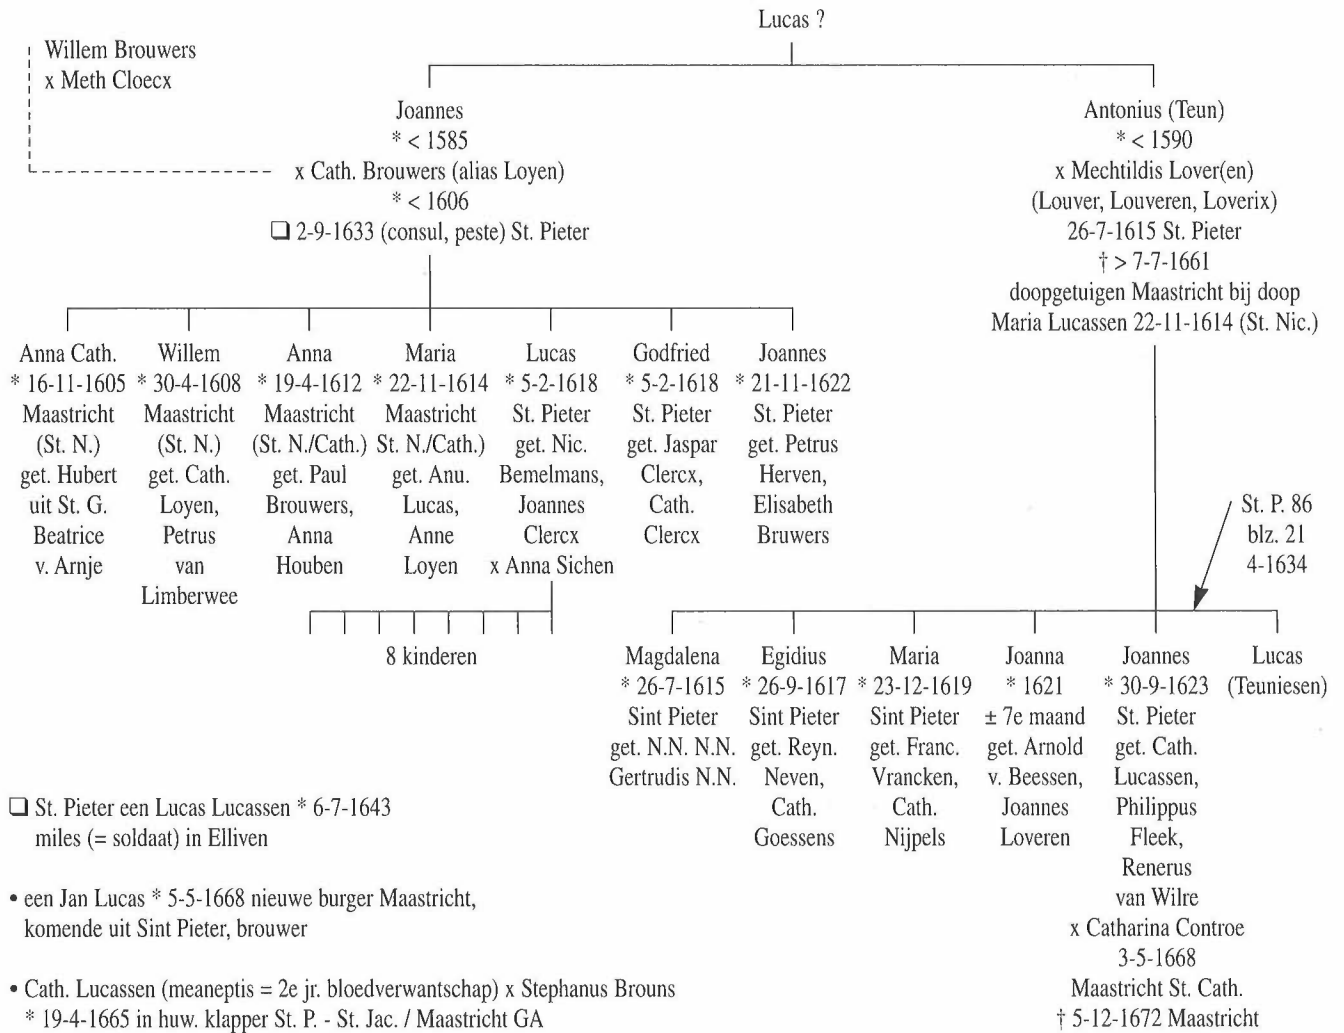 Lucas ?
Willem Brouwers
x Meth Cloecx
Joannes
* < 1585
x Cath. Brouwers (alias Loyen)
* < 1606
❑ 2-9-1633 (consul, peste) St. Pieter
Antonius (Teun)
* < 1590
x Mechtildis Lover(en)
(Louver, Louveren, Loverix)
26-7-1615 St. Pieter
† > 7-7-1661
doopgetuigen Maastricht bij doop
Maria Lucassen 22-11-1614 (St. Nic.)
Anna Cath.
* 16-11-1605
Maastricht
(St. N.)
get. Hubert
uit St. G.
Beatrice
v. Arnje
Willem
* 30-4-1608
Maastricht
(St. N.)
get. Cath.
Loyen,
Petrus
van
Limberwee
Anna
* 19-4-1612
Maastricht
(St. N./Cath.)
get. Paul
Brouwers,
Anna
Houben
Maria
* 22-11-1614
Maastricht
St. N./Cath.)
get. Anu.
Lucas,
Anne
Loyen
Lucas
* 5-2-1618
St. Pieter
get. Nic.
Bemelmans,
Joannes
Clercx
x Anna Sichen
Godfried
* 5-2-1618
St. Pieter
get. Jaspar
Clercx,
Cath.
Clercx
Joannes
* 21-11-1622
St. Pieter
get. Petrus
Herven,
Elisabeth
Bruwers
8 kinderen
St. P. 86
blz. 21
4-1634
Magdalena
* 26-7-1615
Sint Pieter
get. N.N. N.N.
Gertrudis N.N.
Egidius
* 26-9-1617
Sint Pieter
get. Reyn.
Neven,
Cath.
Goessens
Maria
* 23-12-1619
Sint Pieter
get. Franc.
Vrancken,
Cath.
Nijpels
Joanna
* 1621
± 7e maand
get. Arnold
v. Beessen,
Joannes
Loveren
Joannes
* 30-9-1623
St. Pieter
get. Cath.
Lucassen,
Philippus
Fleek,
Renerus
van Wilre
x Catharina Controe
3-5-1668
Maastricht St. Cath.
† 5-12-1672 Maastricht
Lucas
(Teuniesen)
❑ St. Pieter een Lucas Lucassen * 6-7-1643
miles (= soldaat) in Elliven
• een Jan Lucas * 5-5-1668 nieuwe burger Maastricht,
komende uit Sint Pieter, brouwer
• Cath. Lucassen (meaneptis = 2e jr. bloedverwantschap) x Stephanus Brouns
* 19-4-1665 in huw. klapper St. P. - St. Jac. / Maastricht GA